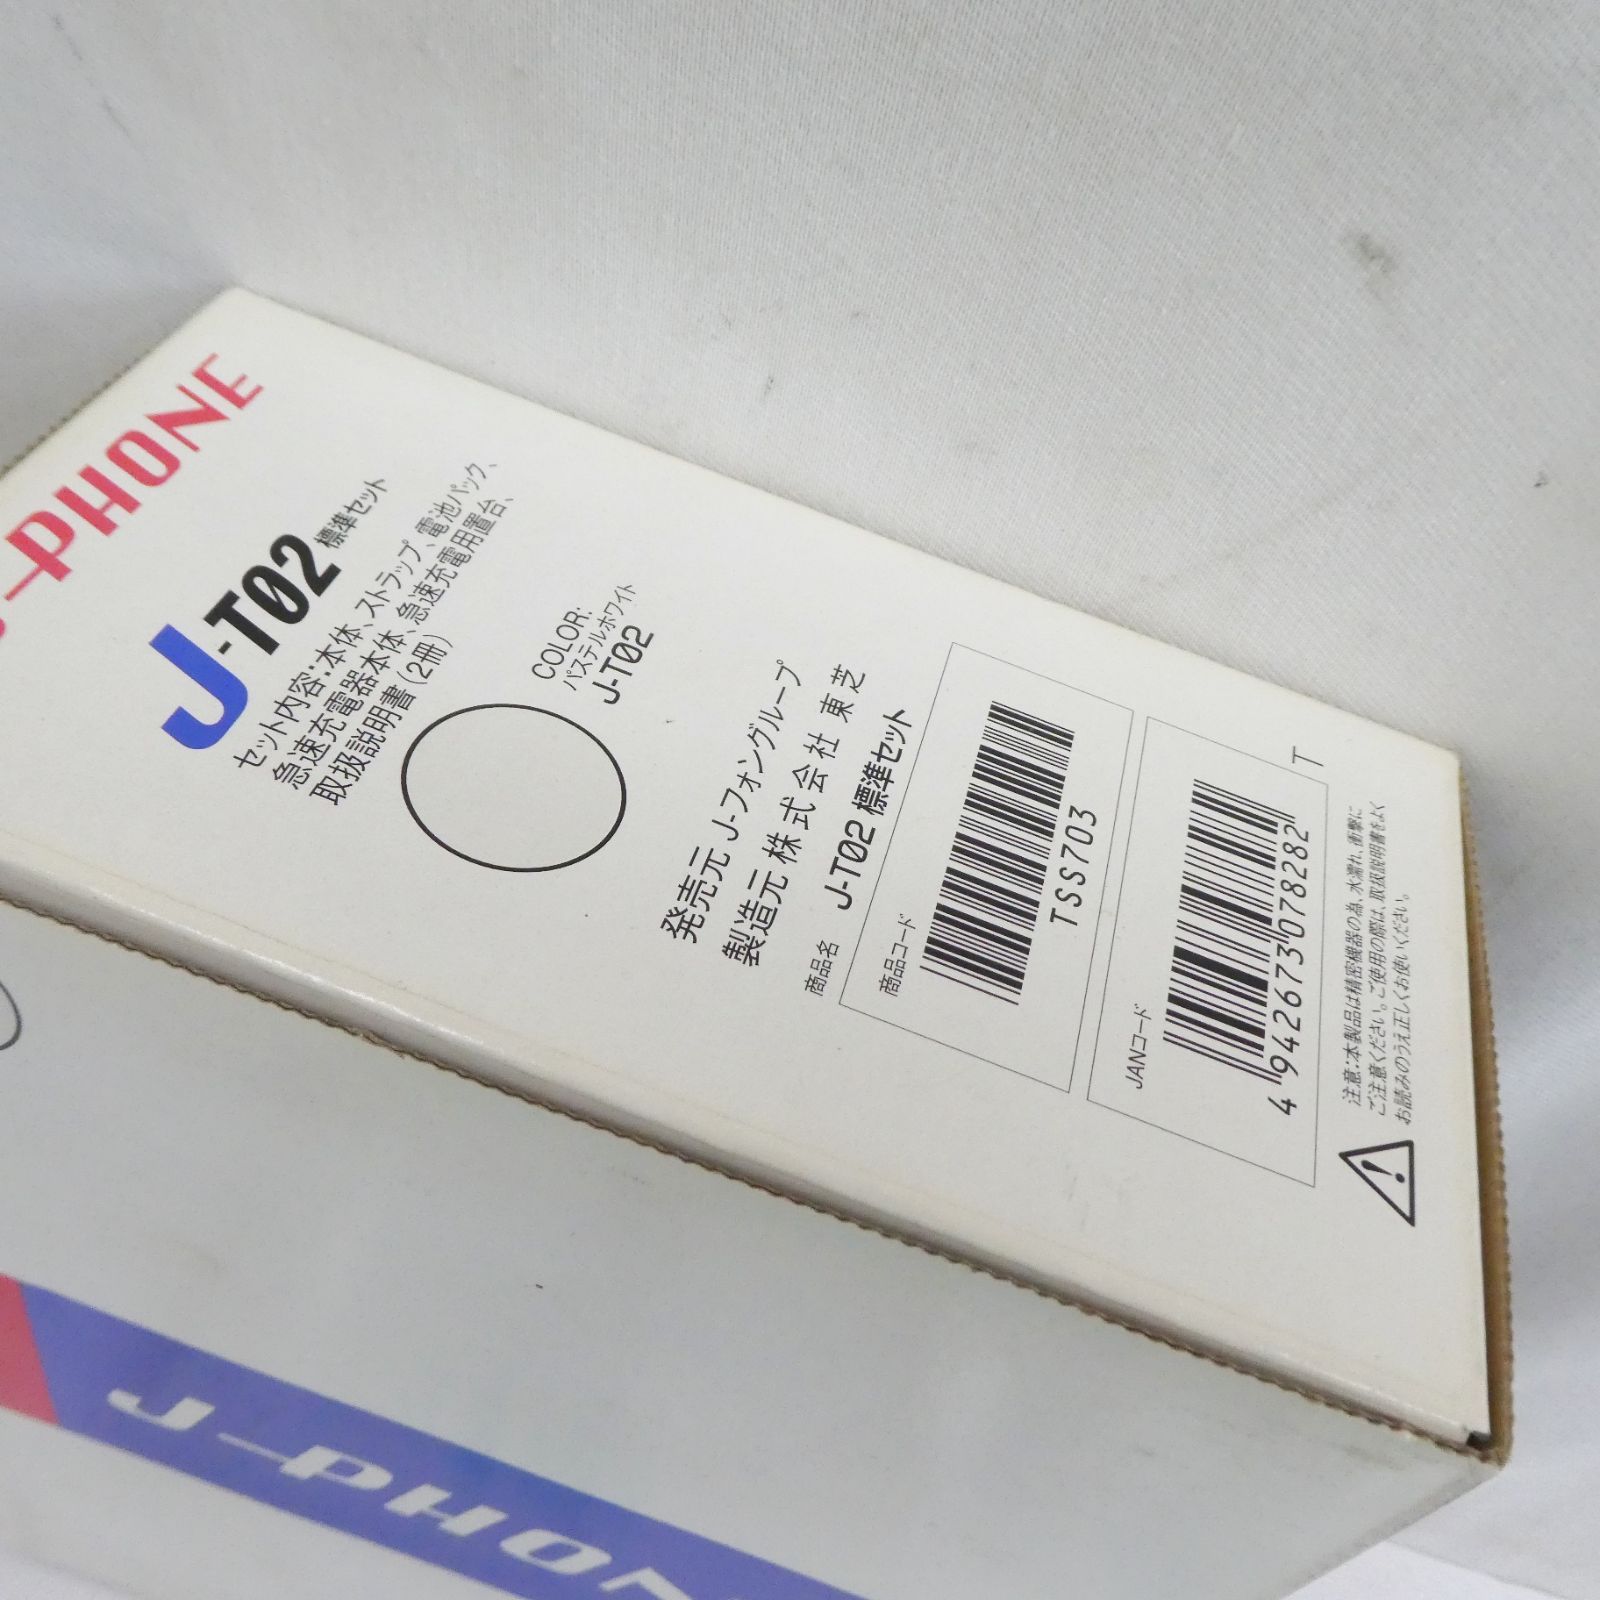 J-PHONE
J-T02 標準セット
セット内容:本体、ストラップ、電池パック、
急速充電器本体、急速充電用置台、
取扱説明書(2冊)
COLOR:
パステルホワイト
J-T02
発売元 J-フォングループ
製造元 株式会社 東芝
商品名 J-T02 標準セット
商品コード
TSS703
JANコード
4942673078282
T
注意:本製品は精密機器の為、水濡れ、衝撃に
ご注意ください。ご使用の際は、取扱説明書をよく
お読みのうえ正しくお使いください。
J-PHON